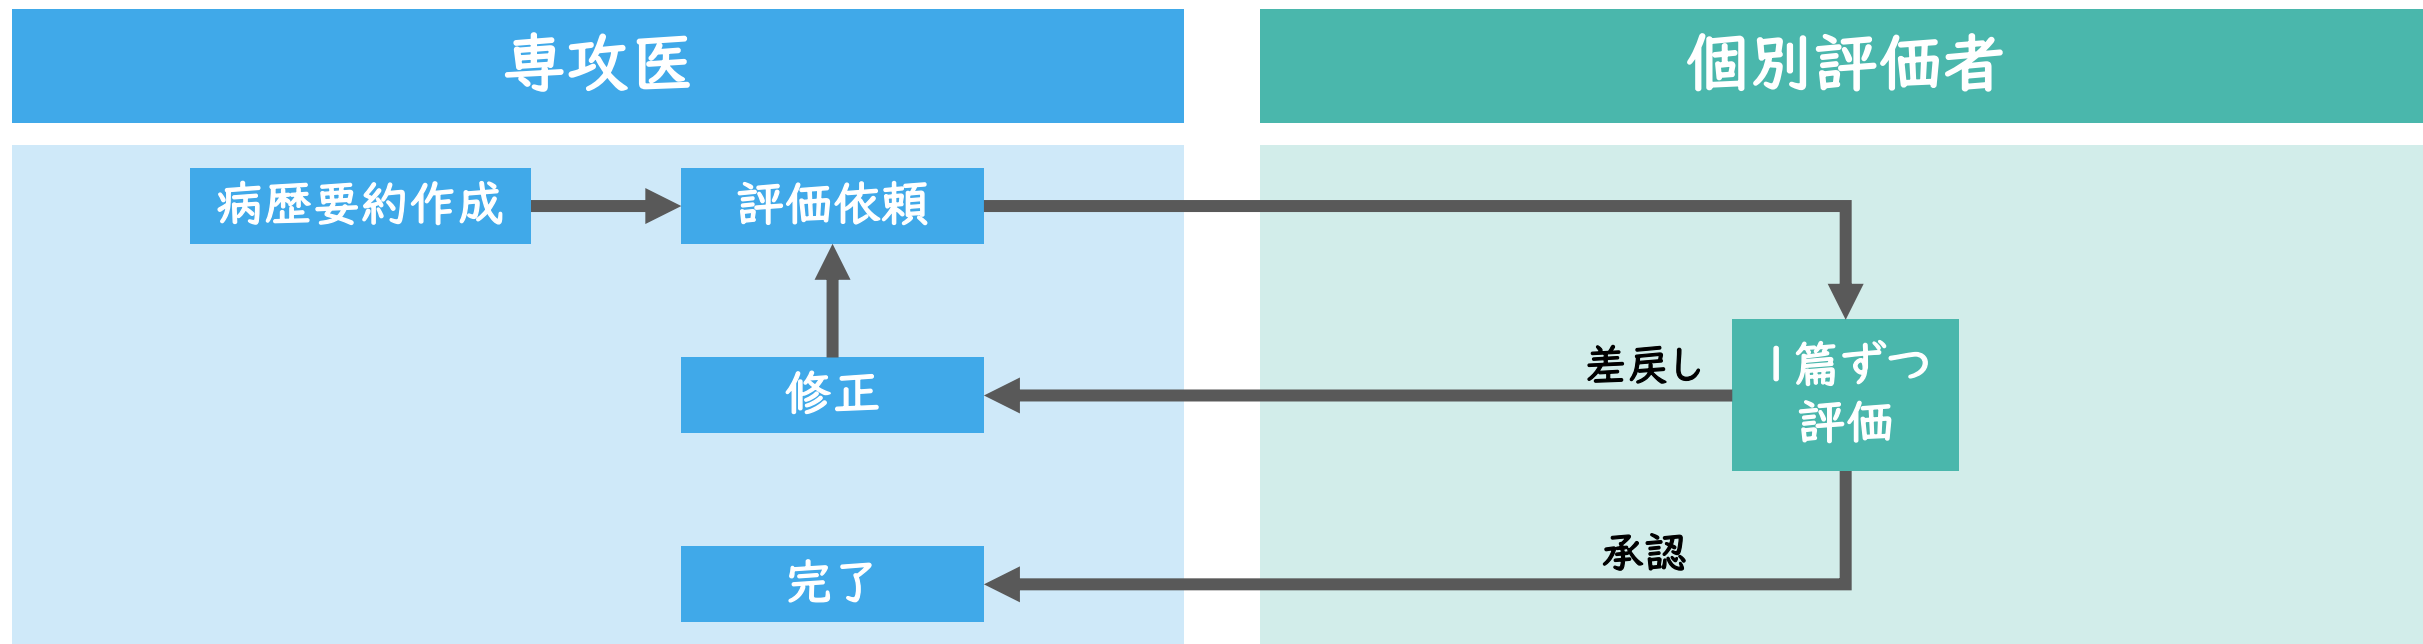 専攻医
個別評価者
病歴要約作成
評価依頼
1篇ずつ
評価
差戻し
修正
承認
完了